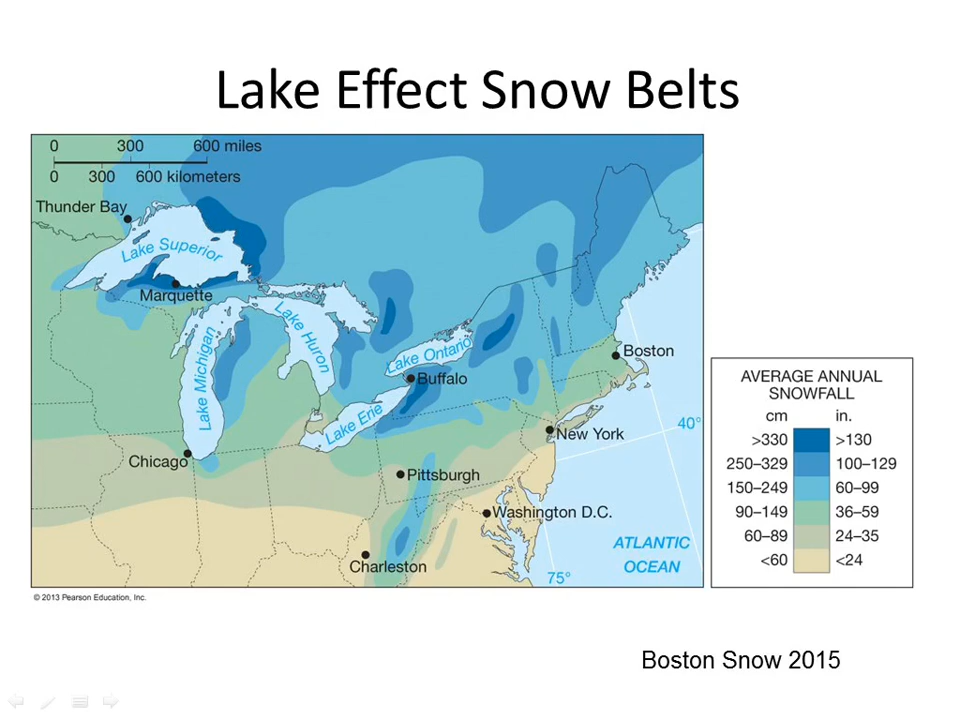 Lake Effect Snow Belts
0 300 600 miles
0 300 600 kilometers
Thunder Bay
Lake Superior
Marquette
Lake Michigan
Lake Huron
Lake Ontario
Buffalo
Lake Erie
Boston
New York
40°
Chicago
Pittsburgh
Washington D.C.
Charleston
ATLANTIC
OCEAN
75°
AVERAGE ANNUAL
SNOWFALL
cm in.
>330 >130
250–329 100–129
150–249 60–99
90–149 36–59
60–89 24–35
<60 <24
© 2013 Pearson Education, Inc.
Boston Snow 2015